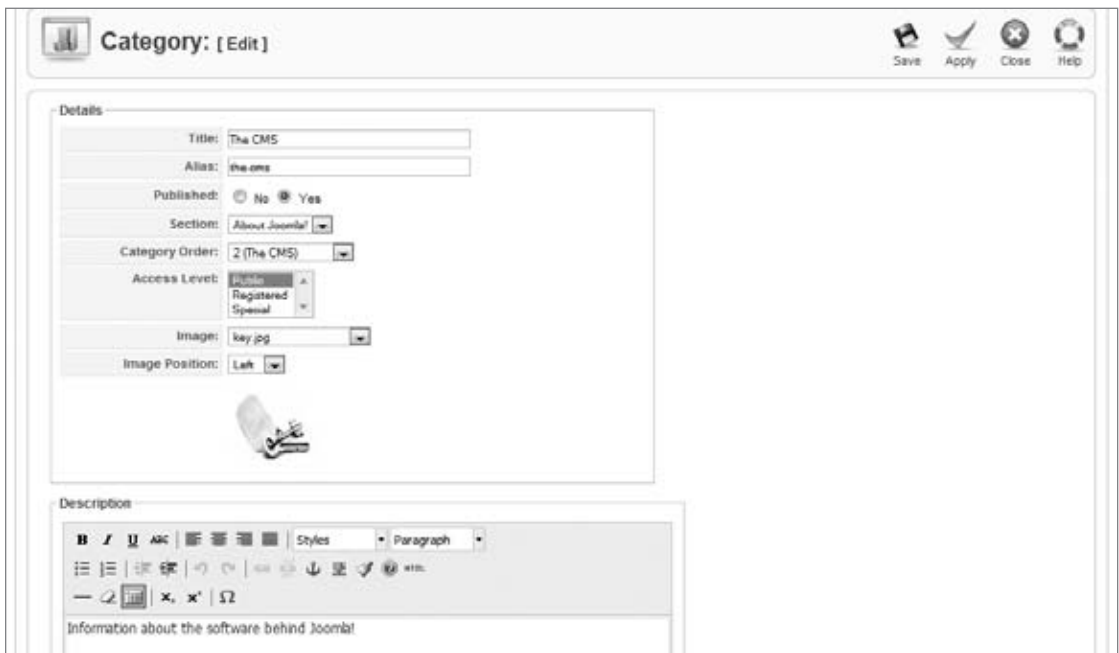 Category: [ Edit ]
Save Apply Close Help
Details
Title: The CMS
Alias: the-cms
Published: No Yes
Section: About Joomla!
Category Order: 2 (The CMS)
Access Level: Public
Registered
Special
Image: key.jpg
Image Position: Left
Description
B I U ABC Styles Paragraph
HTML
x, x' Ω
Information about the software behind Joomla!